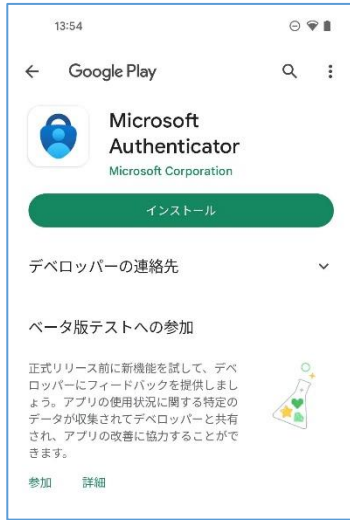 13:54
Google Play
Microsoft
Authenticator
Microsoft Corporation
インストール
デベロッパーの連絡先
ベータ版テストへの参加
正式リリース前に新機能を試して、デベ
ロッパーにフィードバックを提供しまし
ょう。アプリの使用状況に関する特定の
データが収集されてデベロッパーと共有
され、アプリの改善に協力することがで
きます。
参加 詳細